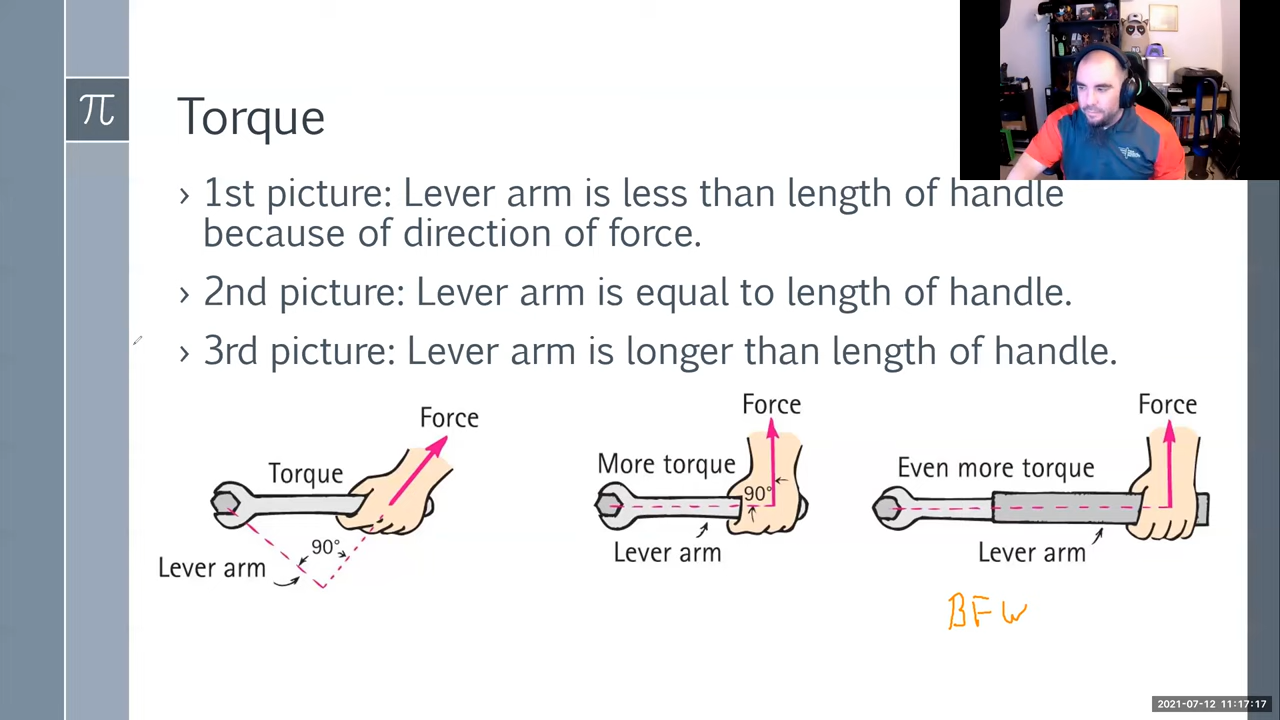 π
Torque
› 1st picture: Lever arm is less than length of handle
because of direction of force.
› 2nd picture: Lever arm is equal to length of handle.
› 3rd picture: Lever arm is longer than length of handle.
Force
Torque
90°
Lever arm
Force
More torque
90°
Lever arm
Force
Even more torque
Lever arm
BFW
2021-07-12 11:17:17